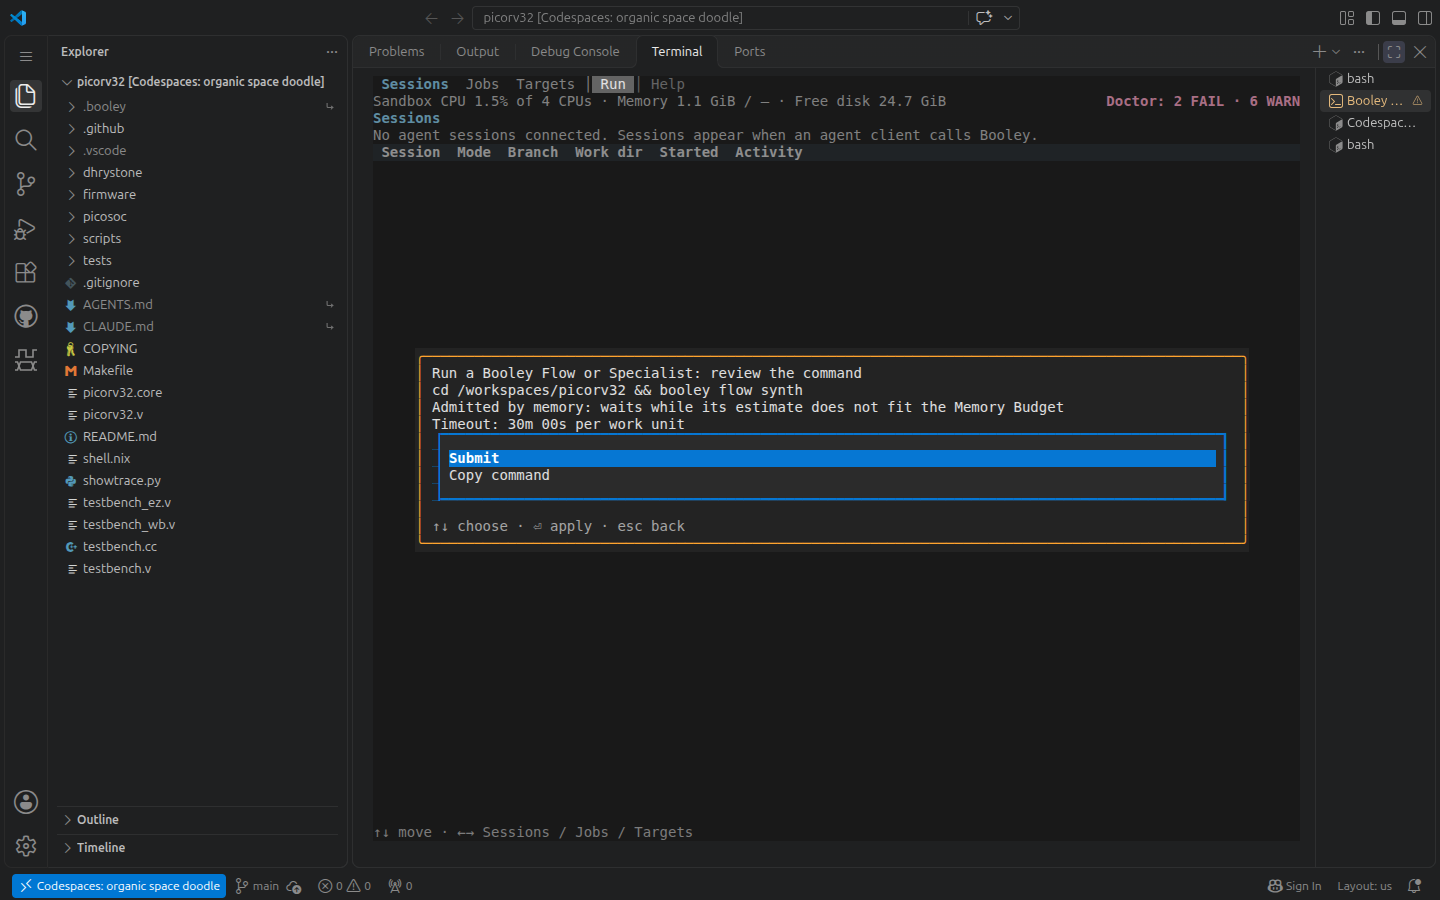 picorv32 [Codespaces: organic space doodle]
Explorer
picorv32 [Codespaces: organic space doodle]
.booley
.github
.vscode
dhrystone
firmware
picosoc
scripts
tests
.gitignore
AGENTS.md
CLAUDE.md
COPYING
Makefile
picorv32.core
picorv32.v
README.md
shell.nix
showtrace.py
testbench_ez.v
testbench_wb.v
testbench.cc
testbench.v
Outline
Timeline
Problems Output Debug Console Terminal Ports
Sessions Jobs Targets │ Run │ Help
Sandbox CPU 1.5% of 4 CPUs · Memory 1.1 GiB / — · Free disk 24.7 GiB Doctor: 2 FAIL · 6 WARN
Sessions
No agent sessions connected. Sessions appear when an agent client calls Booley.
Session Mode Branch Work dir Started Activity
Run a Booley Flow or Specialist: review the command
cd /workspaces/picorv32 && booley flow synth
Admitted by memory: waits while its estimate does not fit the Memory Budget
Timeout: 30m 00s per work unit
Submit
Copy command
↑↓ choose · ⏎ apply · esc back
↑↓ move · ←→ Sessions / Jobs / Targets
bash
Booley ...
Codespac...
bash
Codespaces: organic space doodle main 0 0 0 Sign In Layout: us